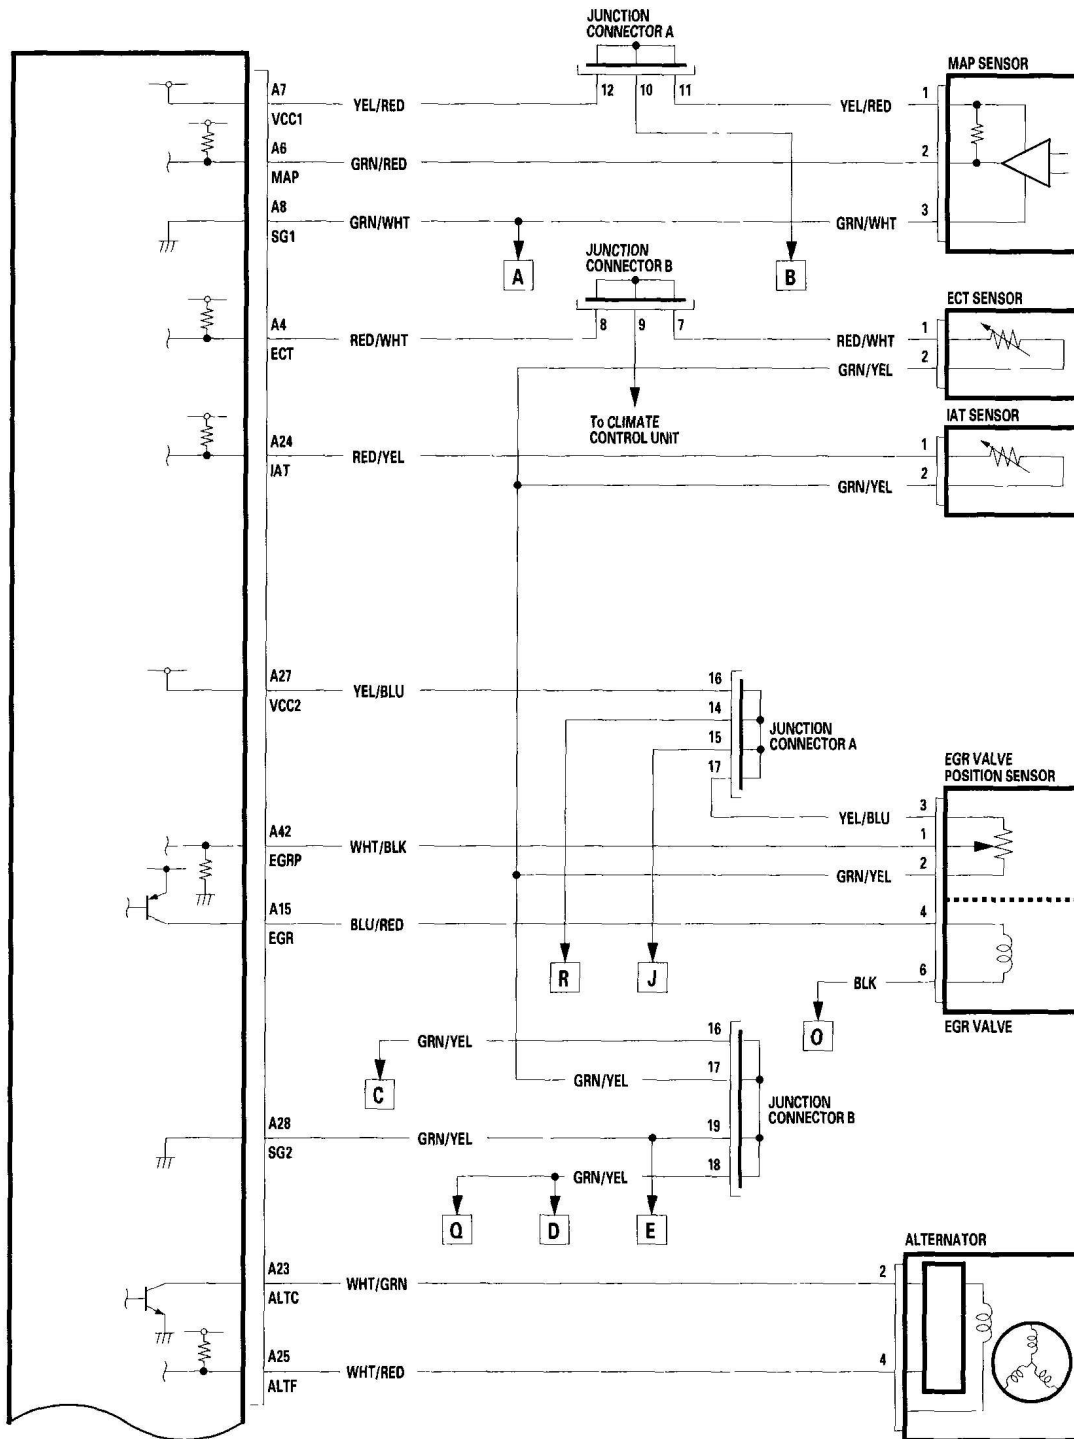 JUNCTION
CONNECTOR A
MAP SENSOR
A7
YEL/RED
12
10
11
YEL/RED
1
VCC1
A6
GRN/RED
2
MAP
A8
GRN/WHT
GRN/WHT
3
SG1
A
JUNCTION
CONNECTOR B
B
ECT SENSOR
A4
RED/WHT
8
9
7
RED/WHT
1
ECT
GRN/YEL
2
To CLIMATE
CONTROL UNIT
IAT SENSOR
A24
RED/YEL
1
IAT
GRN/YEL
2
A27
YEL/BLU
16
VCC2
14
15
17
JUNCTION
CONNECTOR A
EGR VALVE
POSITION SENSOR
YEL/BLU
3
A42
WHT/BLK
1
EGRP
GRN/YEL
2
A15
BLU/RED
4
EGR
R
J
BLK
6
O
EGR VALVE
GRN/YEL
16
C
GRN/YEL
17
JUNCTION
CONNECTOR B
A28
GRN/YEL
19
SG2
GRN/YEL
18
Q
D
E
ALTERNATOR
A23
WHT/GRN
2
ALTC
A25
WHT/RED
4
ALTF